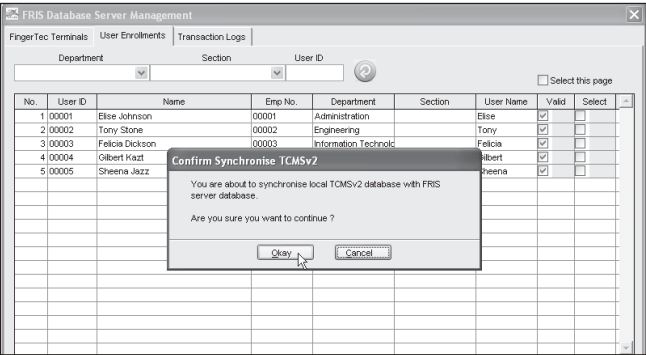 FRIS Database Server Management
FingerTec Terminals User Enrollments Transaction Logs
Department Section User ID
Select this page
No. User ID Name Emp No. Department Section User Name Valid Select
1 00001 Elise Johnson 00001 Administration Elise
2 00002 Tony Stone 00002 Engineering Tony
3 00003 Felicia Dickson 00003 Information Technolo Felicia
4 00004 Gilbert Kazt
5 00005 Sheena Jazz
Confirm Synchronise TCMSv2
You are about to synchronise local TCMSv2 database with FRIS
server database.
Are you sure you want to continue ?
Okay Cancel